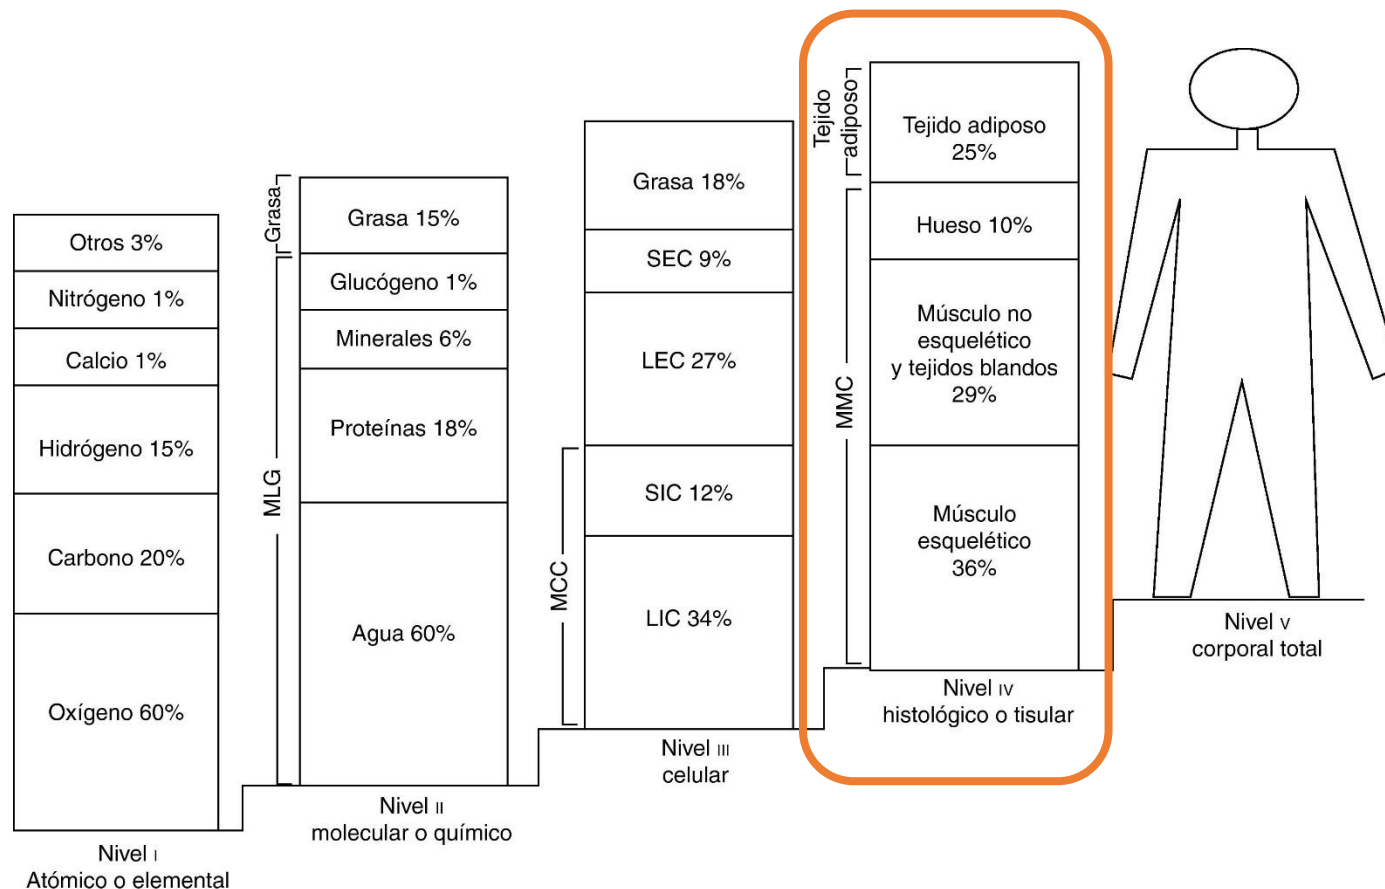 Otros 3%
Nitrógeno 1%
Calcio 1%
Hidrógeno 15%
Carbono 20%
Oxígeno 60%
Nivel I
Atómico o elemental
Grasa
MLG
Grasa 15%
Glucógeno 1%
Minerales 6%
Proteínas 18%
Agua 60%
Nivel II
molecular o químico
MCC
Grasa 18%
SEC 9%
LEC 27%
SIC 12%
LIC 34%
Nivel III
celular
Tejido
adiposo
MMC
Tejido adiposo
25%
Hueso 10%
Músculo no
esquelético
y tejidos blandos
29%
Músculo
esquelético
36%
Nivel IV
histológico o tisular
Nivel V
corporal total